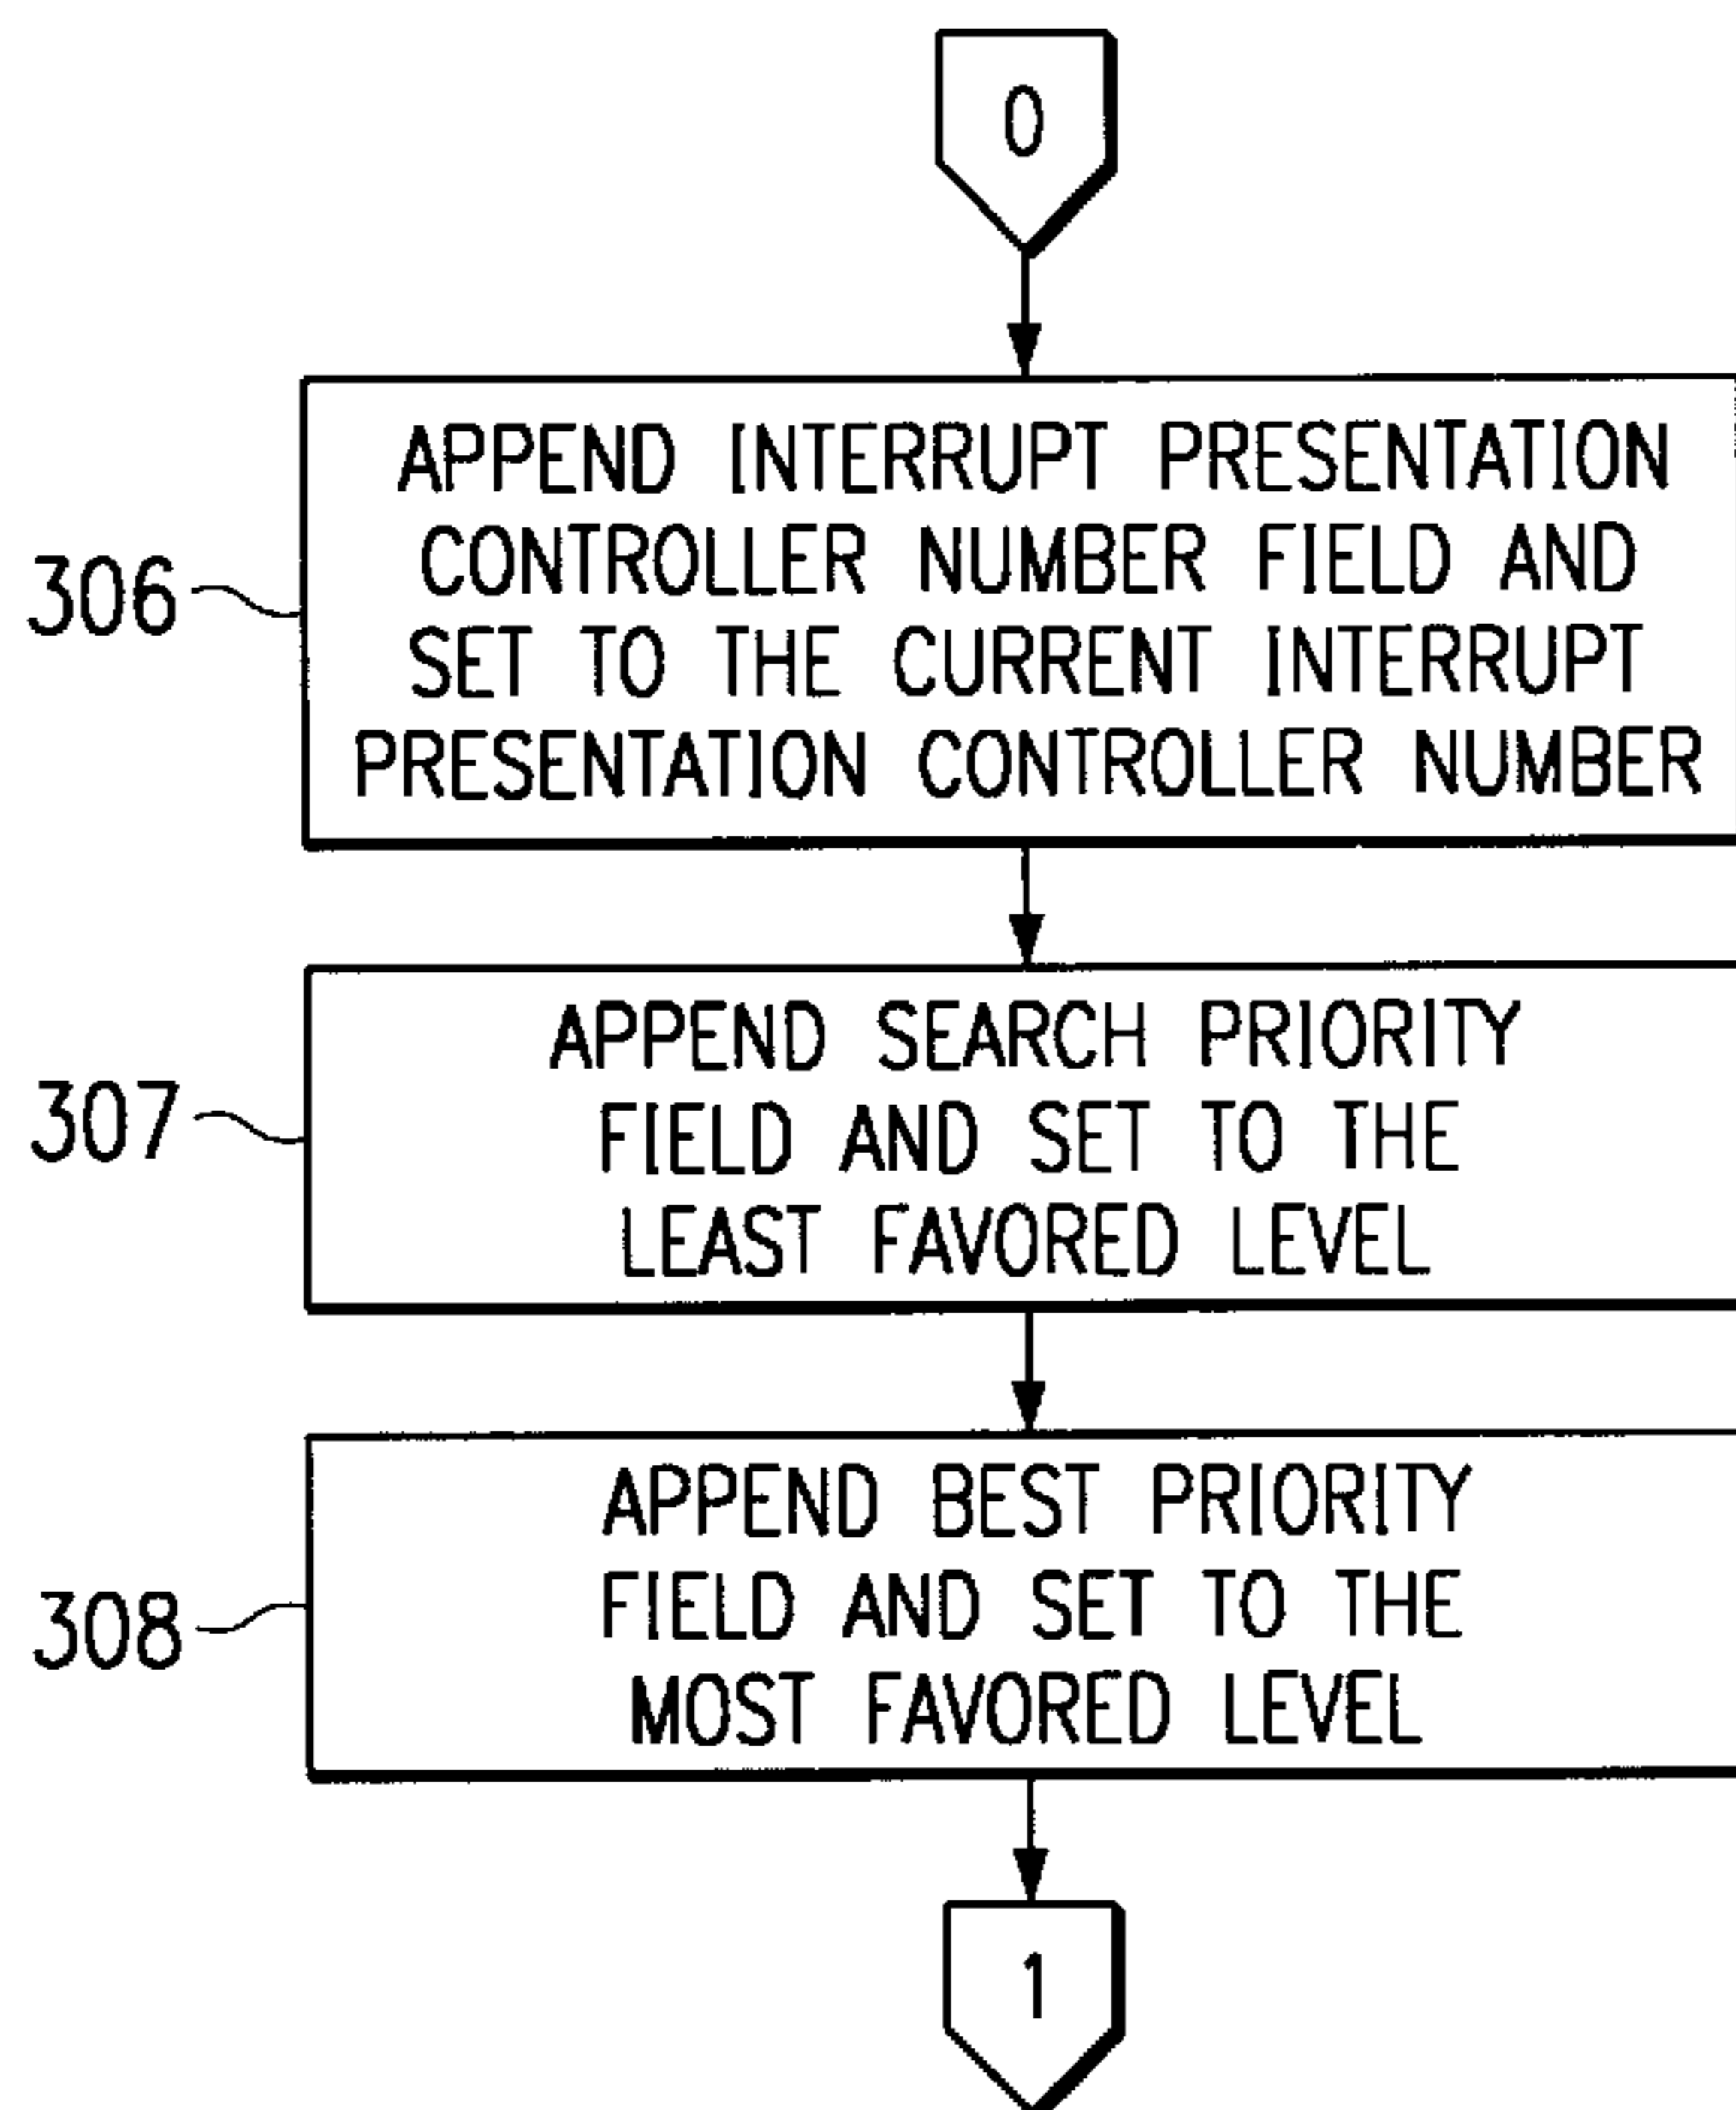 0
APPEND INTERRUPT PRESENTATION
CONTROLLER NUMBER FIELD AND
SET TO THE CURRENT INTERRUPT
PRESENTATION CONTROLLER NUMBER
306
APPEND SEARCH PRIORITY
FIELD AND SET TO THE
LEAST FAVORED LEVEL
307
APPEND BEST PRIORITY
FIELD AND SET TO THE
MOST FAVORED LEVEL
308
1